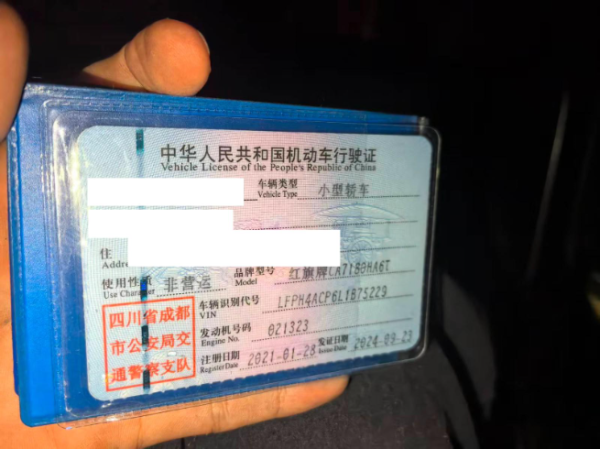 中华人民共和国机动车行驶证
Vehicle License of the People's Republic of China
车辆类型 小型轿车
Vehicle Type
住
Addre
使用性质 非营运 品牌型号 红旗牌CA7180HA6T
Use Character Model
车辆识别代号 LFPH4ACP6L1B75229
VIN
发动机号码 021323
Engine No.
注册日期 2021-01-28 发证日期 2024-09-23
Register Date Issue Date
四川省成都
市公安局交
通警察支队